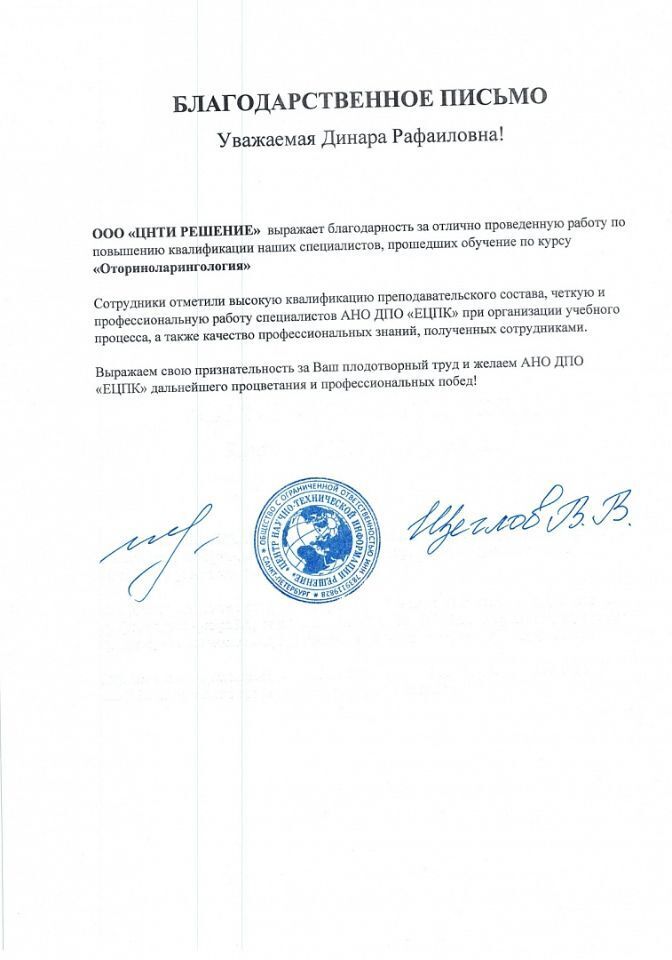 БЛАГОДАРСТВЕННОЕ ПИСЬМО
Уважаемая Динара Рафаиловна!
ООО «ЦНТИ РЕШЕНИЕ» выражает благодарность за отлично проведенную работу по
повышению квалификации наших специалистов, прошедших обучение по курсу
«Оториноларингология»
Сотрудники отметили высокую квалификацию преподавательского состава, четкую и
профессиональную работу специалистов АНО ДПО «ЕЦПК» при организации учебного
процесса, а также качество профессиональных знаний, полученных сотрудниками.
Выражаем свою признательность за Ваш плодотворный труд и желаем АНО ДПО
«ЕЦПК» дальнейшего процветания и профессиональных побед!
ОБЩЕСТВО С ОГРАНИЧЕННОЙ ОТВЕТСТВЕННОСТЬЮ
САНКТ-ПЕТЕРБУРГ
"ЦЕНТР НАУЧНО-ТЕХНИЧЕСКОЙ ИНФОРМАЦИИ РЕШЕНИЕ"
Щеглов В. В.